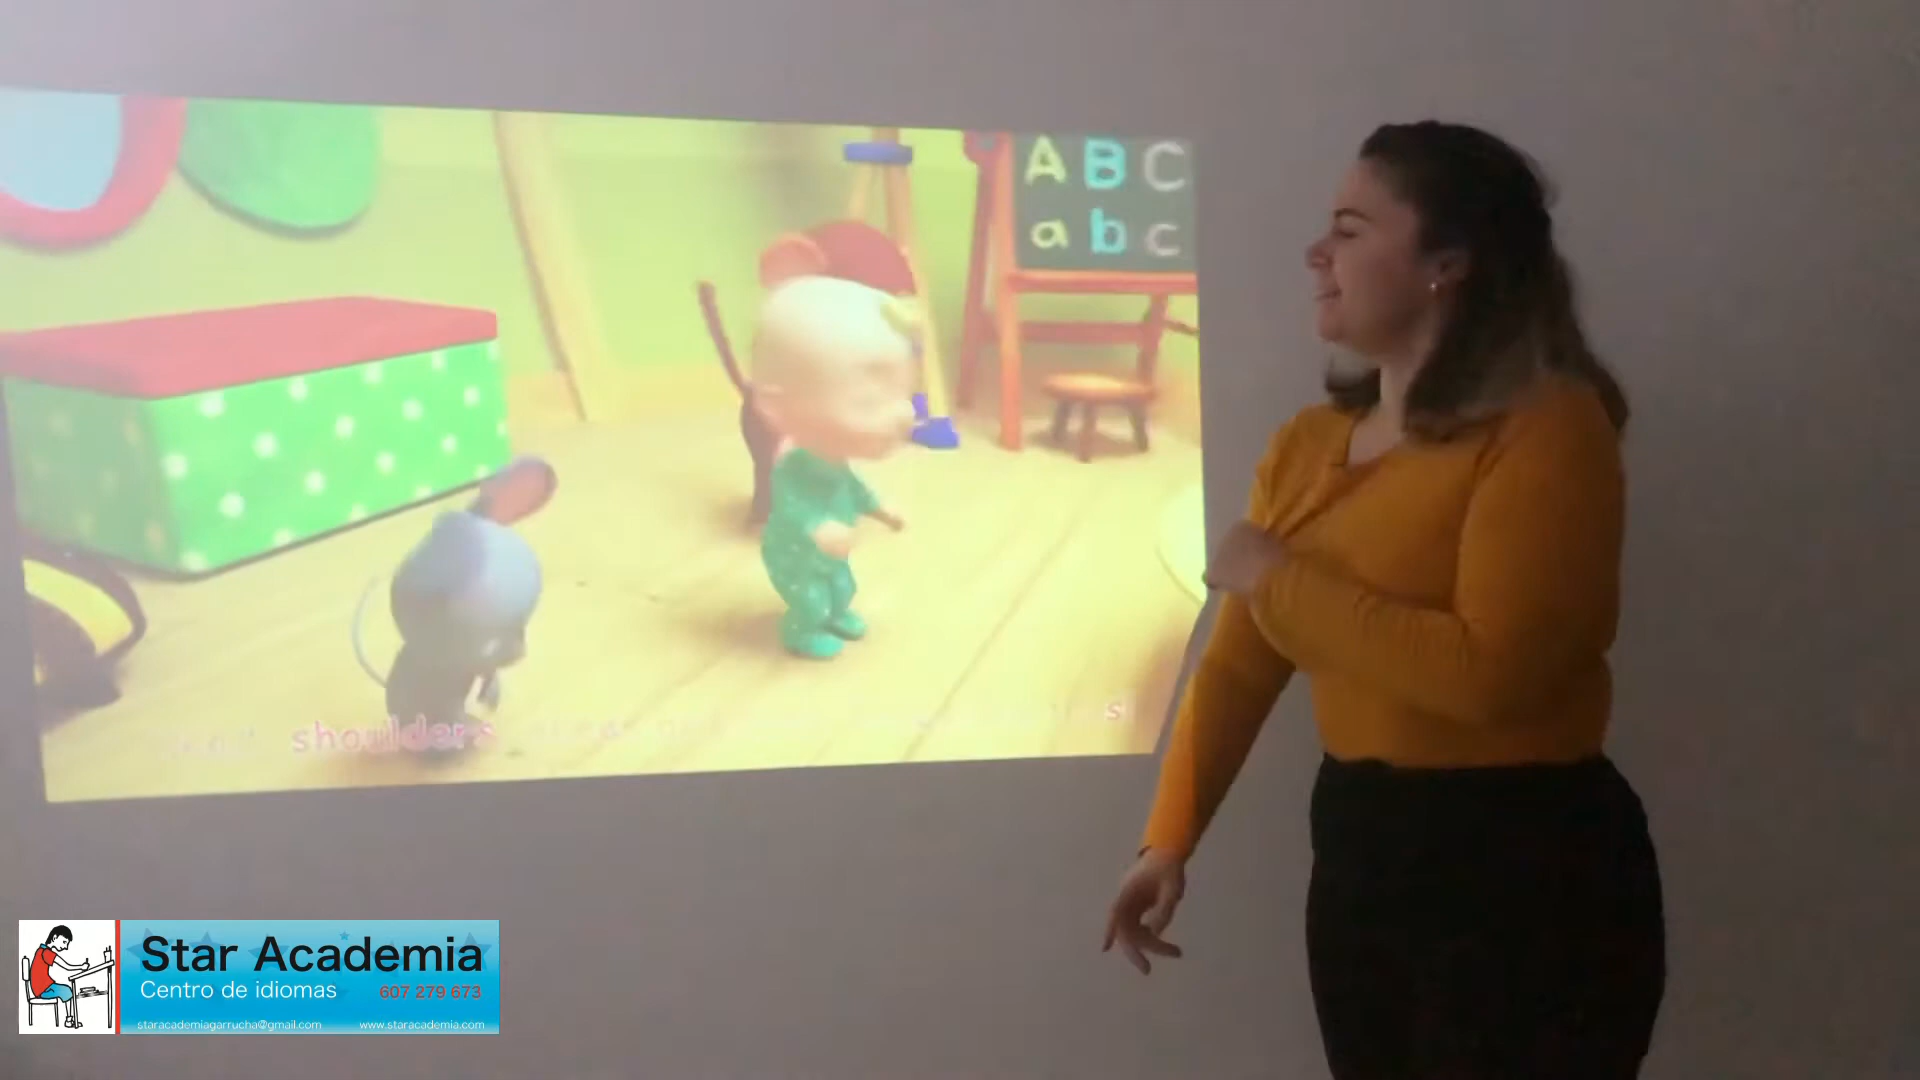 A B C
a b c
shoulders
Star Academia
Centro de idiomas 607 279 673
staracademiagarrucha@gmail.com www.staracademia.com